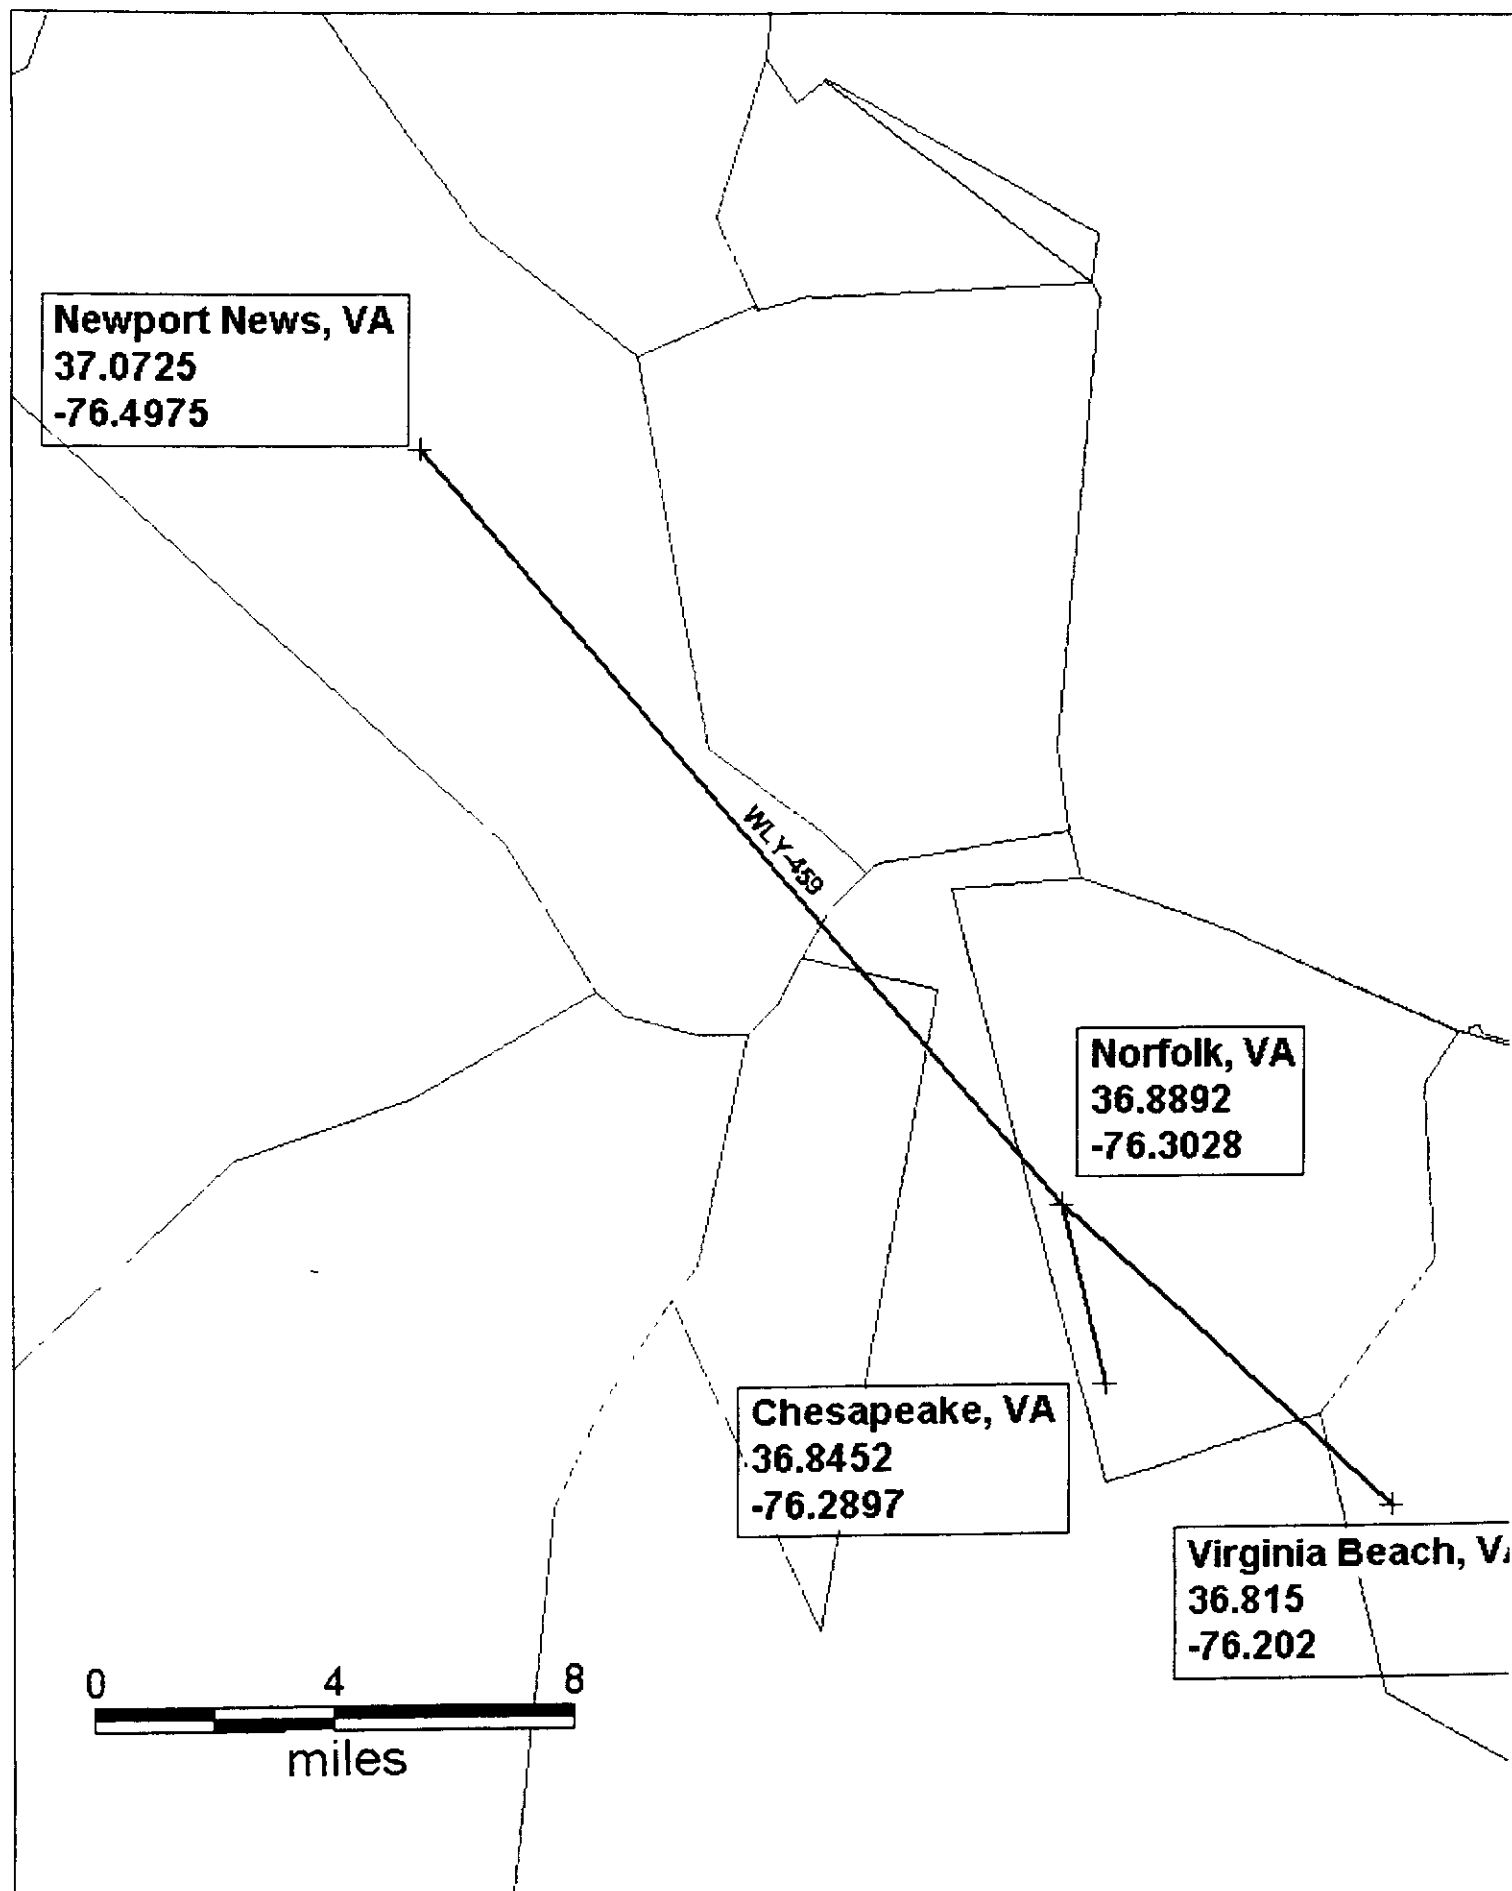 Newport News, VA
37.0725
-76.4975
WLY-459
Norfolk, VA
36.8892
-76.3028
Chesapeake, VA
36.8452
-76.2897
Virginia Beach, VA
36.815
-76.202
0 4 8
miles